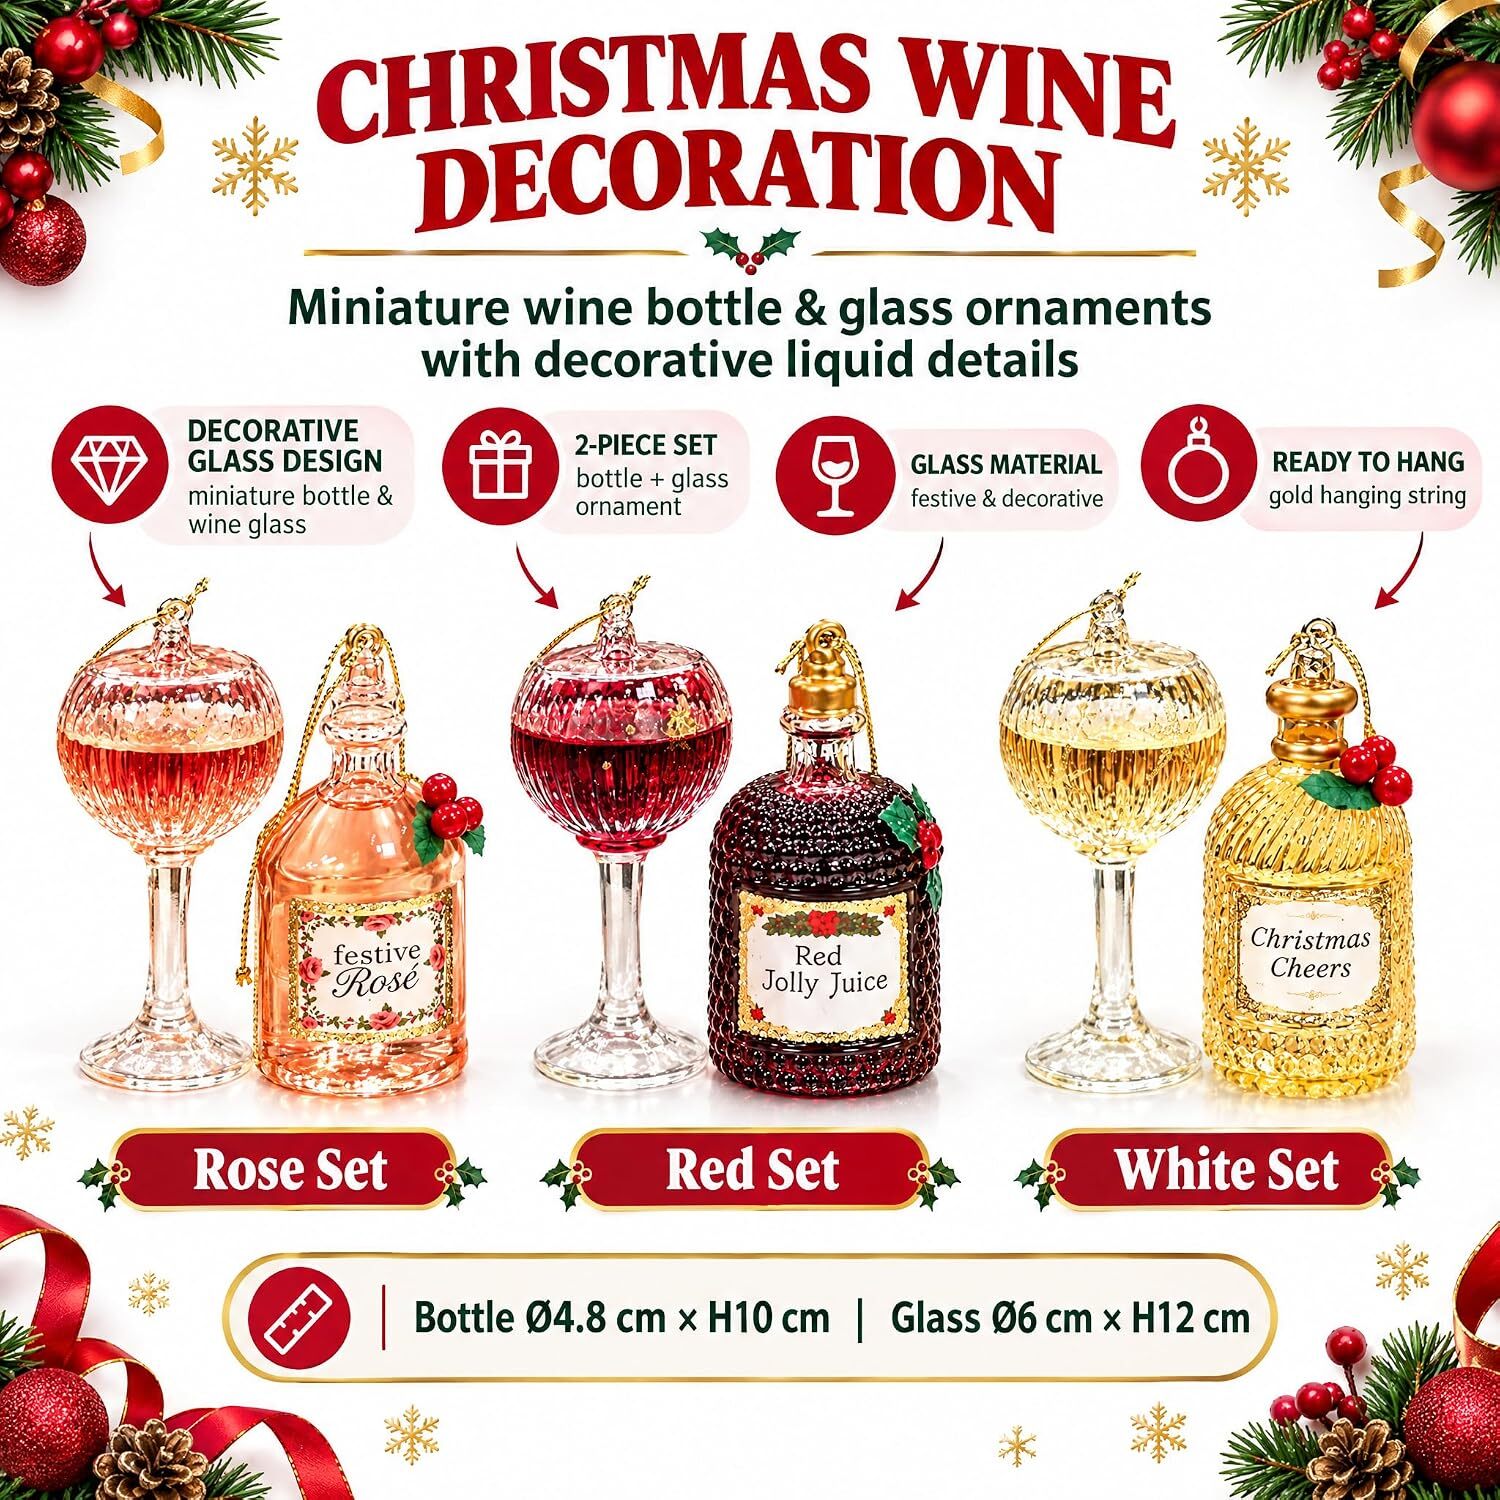 CHRISTMAS WINE
DECORATION
Miniature wine bottle & glass ornaments
with decorative liquid details
DECORATIVE
GLASS DESIGN
miniature bottle &
wine glass
2-PIECE SET
bottle + glass
ornament
GLASS MATERIAL
festive & decorative
READY TO HANG
gold hanging string
festive
Rosé
Red
Jolly Juice
Christmas
Cheers
Rose Set
Red Set
White Set
Bottle Ø4.8 cm × H10 cm | Glass Ø6 cm × H12 cm